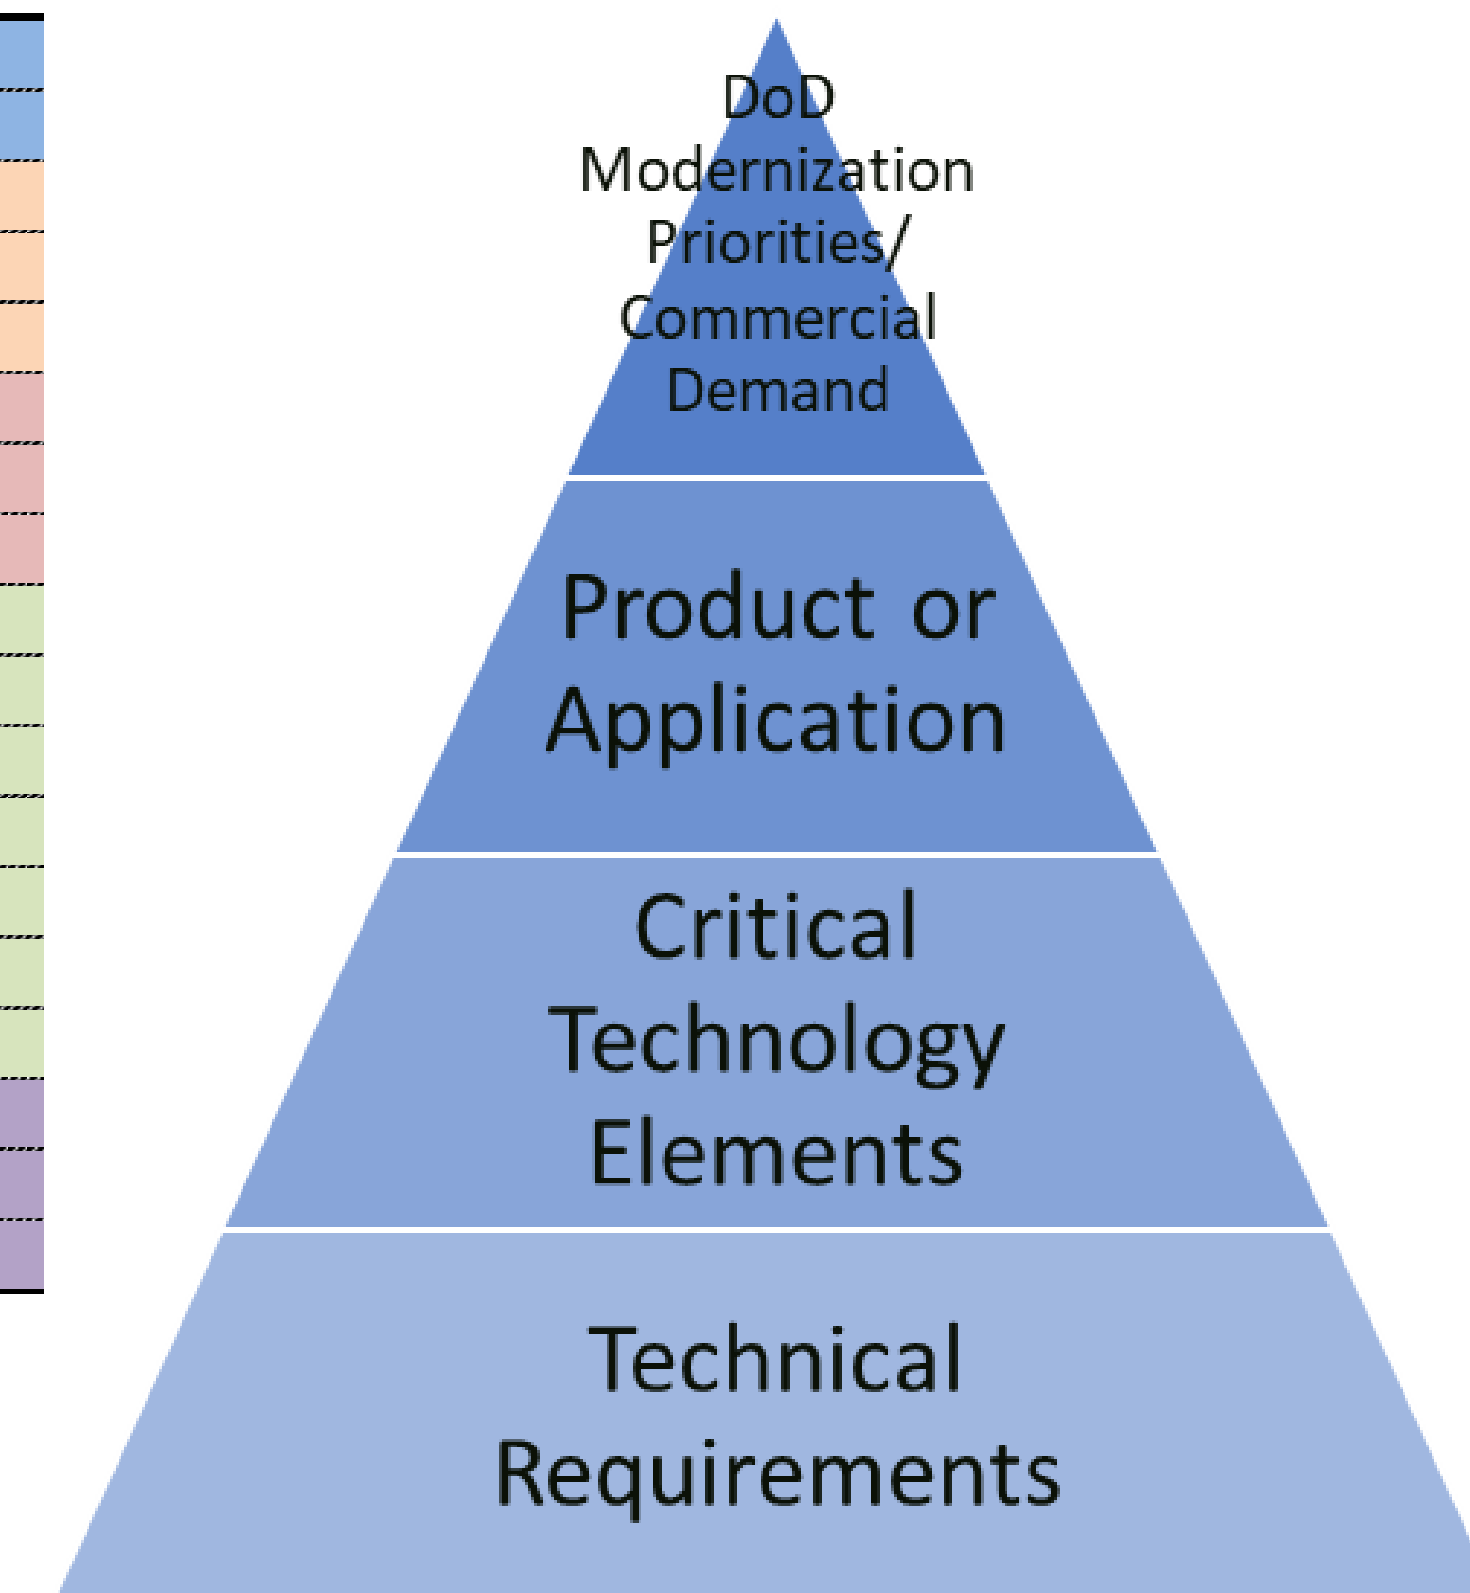 DoD
Modernization
Priorities/
Commercial
Demand
Product or
Application
Critical
Technology
Elements
Technical
Requirements